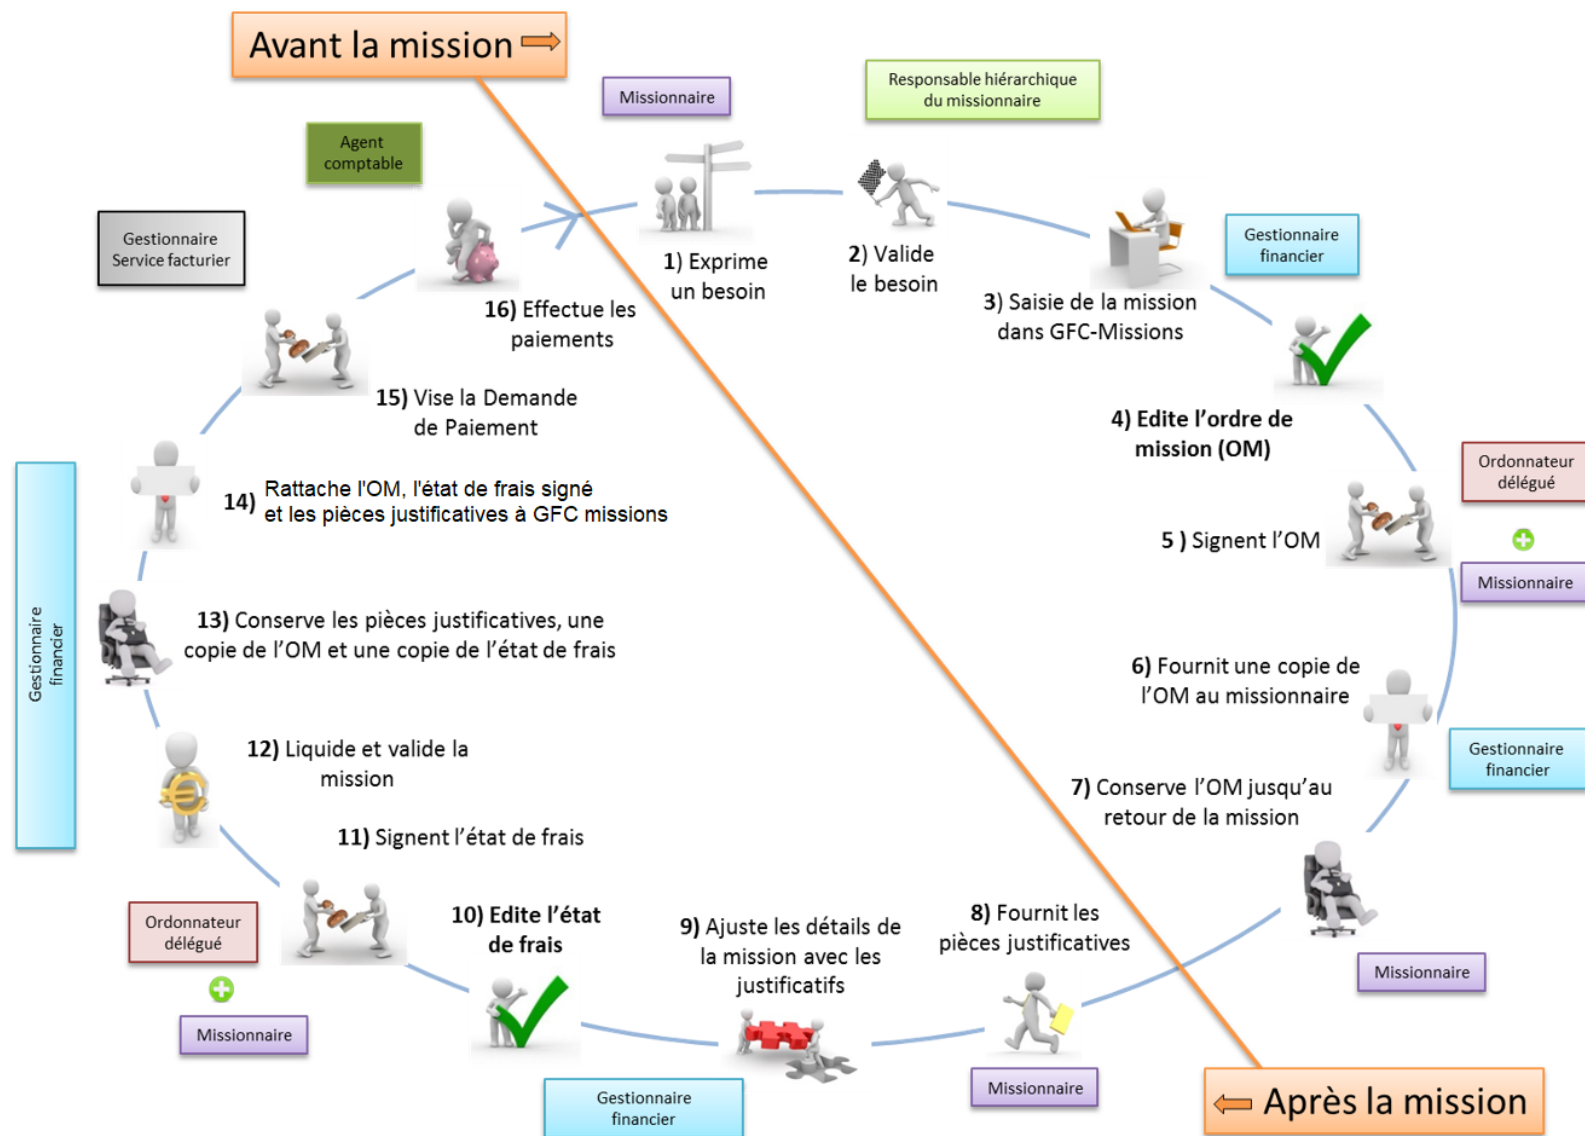 Avant la mission
Missionnaire
Responsable hiérarchique
du missionnaire
Agent
comptable
Gestionnaire
Service facturier
Gestionnaire
financier
1) Exprime
un besoin
2) Valide
le besoin
3) Saisie de la mission
dans GFC-Missions
4) Edite l’ordre de
mission (OM)
Ordonnateur
délégué
Missionnaire
5 ) Signent l’OM
6) Fournit une copie de
l’OM au missionnaire
Gestionnaire
financier
7) Conserve l’OM jusqu’au
retour de la mission
Missionnaire
8) Fournit les
pièces justificatives
Missionnaire
Après la mission
9) Ajuste les détails de
la mission avec les
justificatifs
Gestionnaire
financier
10) Edite l’état
de frais
11) Signent l’état de frais
Ordonnateur
délégué
Missionnaire
12) Liquide et valide la
mission
13) Conserve les pièces justificatives, une
copie de l’OM et une copie de l’état de frais
Gestionnaire
financier
14) Rattache l'OM, l'état de frais signé
et les pièces justificatives à GFC missions
15) Vise la Demande
de Paiement
16) Effectue les
paiements